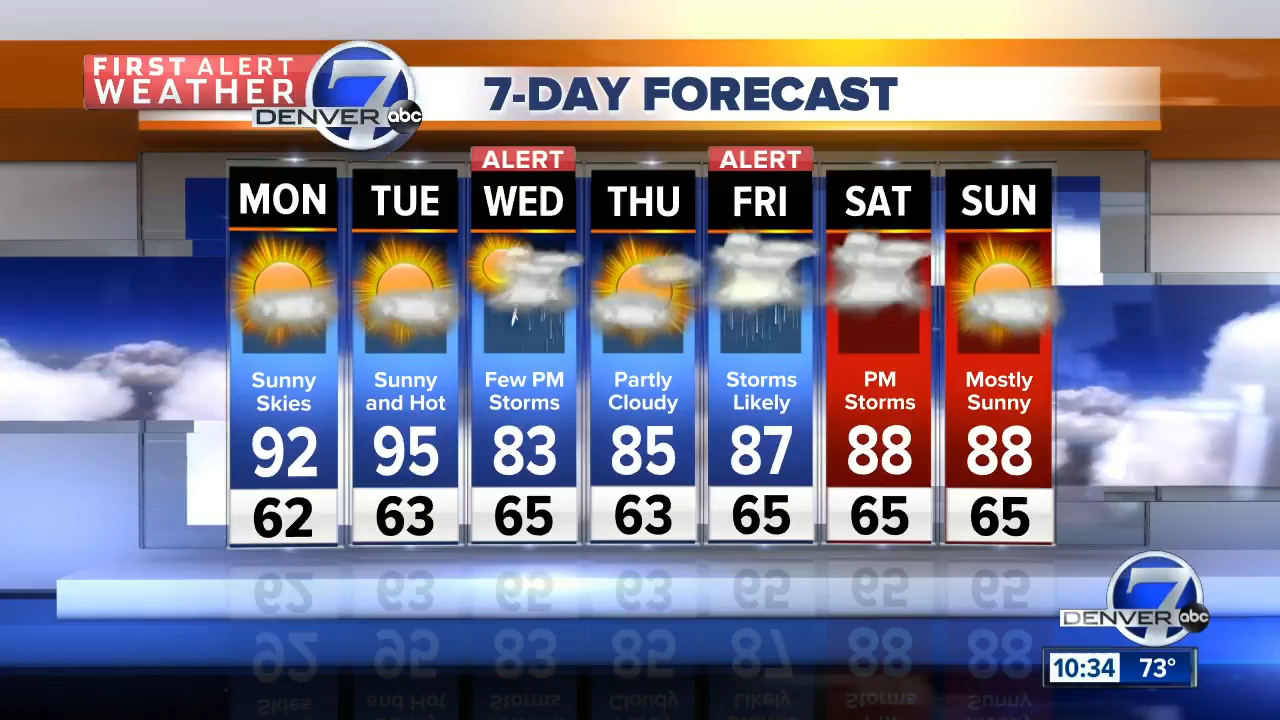 FIRST ALERT
WEATHER
7
DENVER abc
7-DAY FORECAST
ALERT ALERT
MON TUE WED THU FRI SAT SUN
Sunny Sunny Few PM Partly Storms PM Mostly
Skies and Hot Storms Cloudy Likely Storms Sunny
92 95 83 85 87 88 88
62 63 65 63 65 65 65
7
DENVER abc
10:34 73°